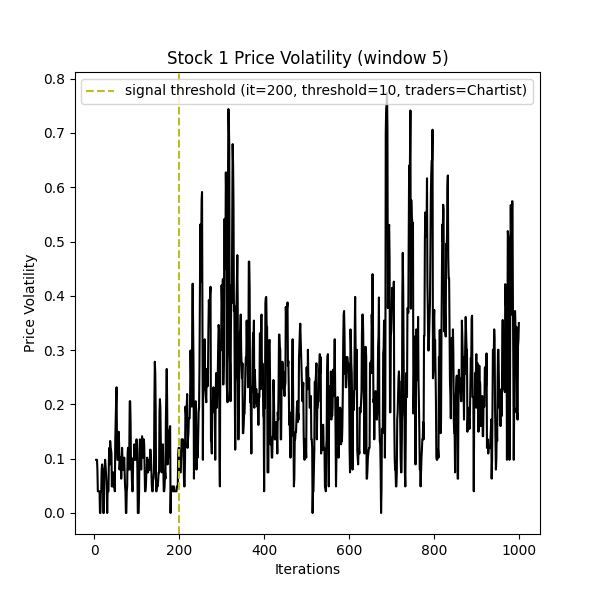 Stock 1 Price Volatility (window 5)
signal threshold (it=200, threshold=10, traders=Chartist)
0.8
0.7
0.6
0.5
0.4
0.3
0.2
0.1
0.0
Price Volatility
0 200 400 600 800 1000
Iterations